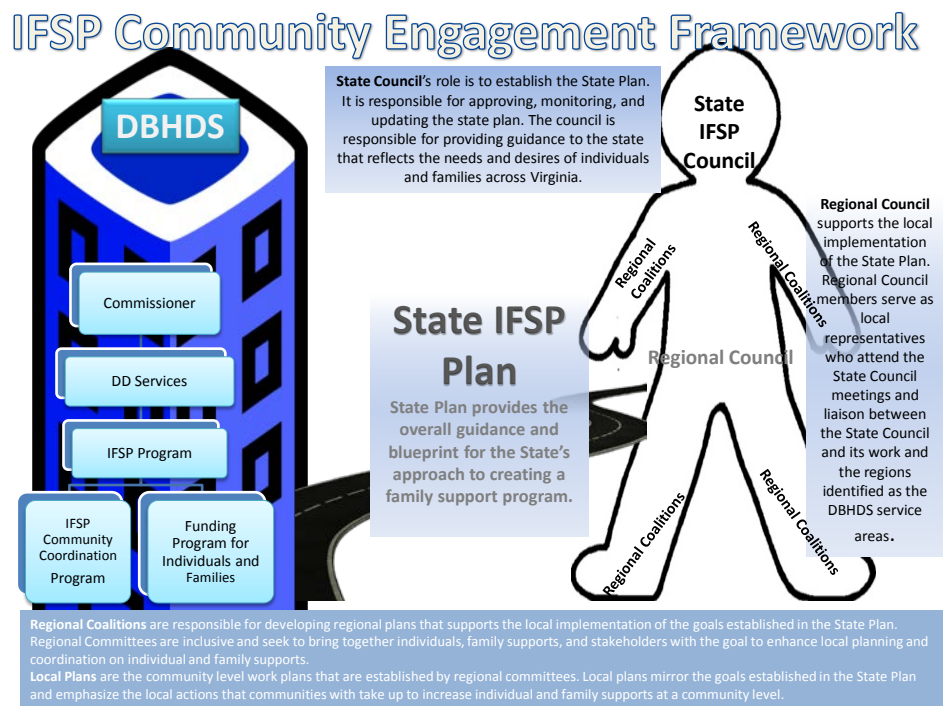 IFSP Community Engagement Framework
DBHDS
Commissioner
DD Services
IFSP Program
IFSP
Community
Coordination
Program
Funding
Program for
Individuals and
Families
State Council's role is to establish the State Plan.
It is responsible for approving, monitoring, and
updating the state plan. The council is
responsible for providing guidance to the state
that reflects the needs and desires of individuals
and families across Virginia.
State IFSP
Plan
State Plan provides the
overall guidance and
blueprint for the State's
approach to creating a
family support program.
State
IFSP
Council
Regional
Coalitions
Regional Coalitions
Regional Council
Regional Coalitions
Regional Coalitions
Regional Council
supports the local
implementation
of the State Plan.
Regional Council
members serve as
local
representatives
who attend the
State Council
meetings and
liaison between
the State Council
and its work and
the regions
identified as the
DBHDS service
areas.
Regional Coalitions are responsible for developing regional plans that supports the local implementation of the goals established in the State Plan.
Regional Committees are inclusive and seek to bring together individuals, family supports, and stakeholders with the goal to enhance local planning and
coordination on individual and family supports.
Local Plans are the community level work plans that are established by regional committees. Local plans mirror the goals established in the State Plan
and emphasize the local actions that communities with take up to increase individual and family supports at a community level.